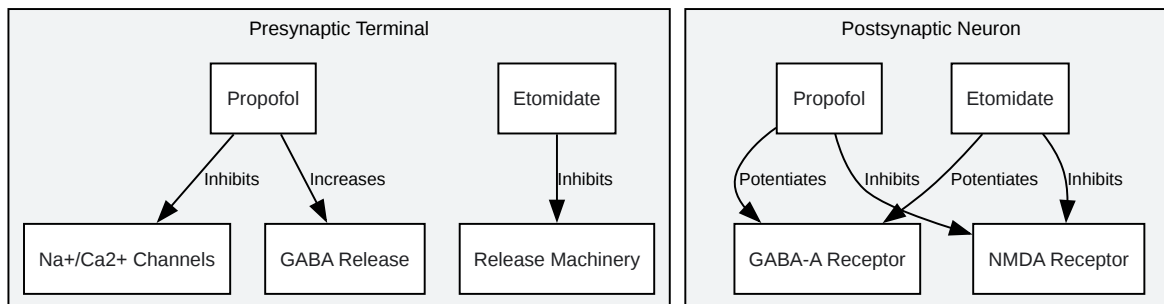 Presynaptic Terminal
Propofol
Etomidate
Inhibits
Increases
Inhibits
Na+/Ca2+ Channels
GABA Release
Release Machinery
Postsynaptic Neuron
Propofol
Etomidate
Potentiates
Inhibits
Potentiates
Inhibits
GABA-A Receptor
NMDA Receptor